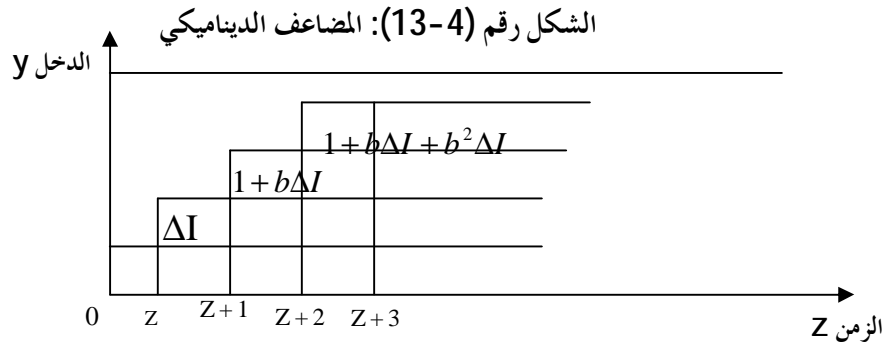 الشكل رقم (4-13): المضاعف الديناميكي
الدخل y
1+bΔI+b²ΔI
1+bΔI
ΔI
0 z Z+1 Z+2 Z+3
الزمن Z